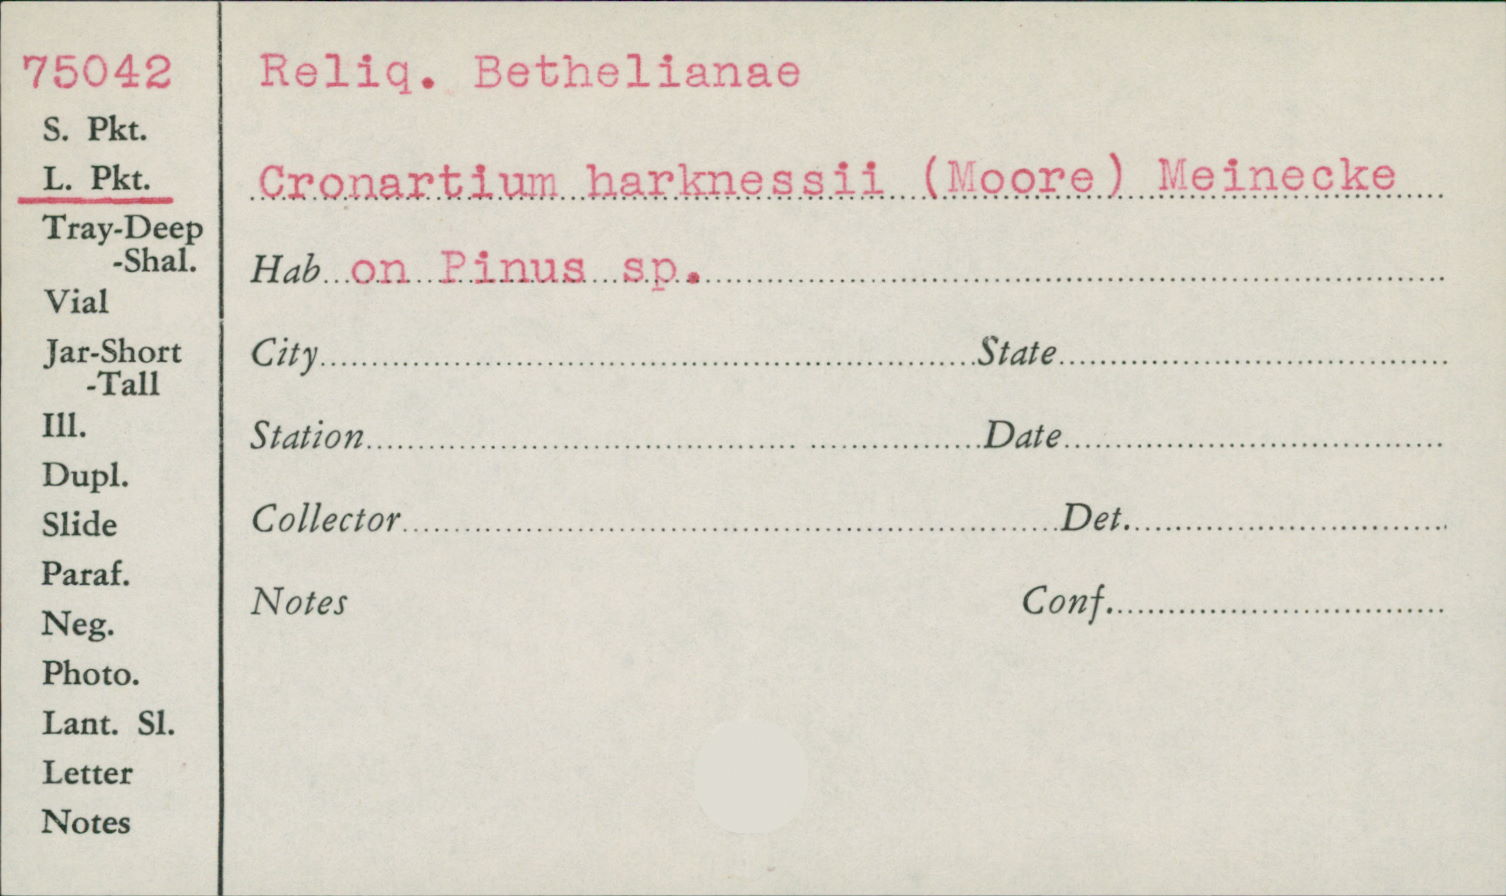 75042
S. Pkt.
L. Pkt.
Tray-Deep
-Shal.
Vial
Jar-Short
-Tall
Ill.
Dupl.
Slide
Paraf.
Neg.
Photo.
Lant. Sl.
Letter
Notes
Reliq. Bethelianae
Cronartium harknessii (Moore) Meinecke
Hab on Pinus sp.
City State
Station Date
Collector Det.
Notes Conf.